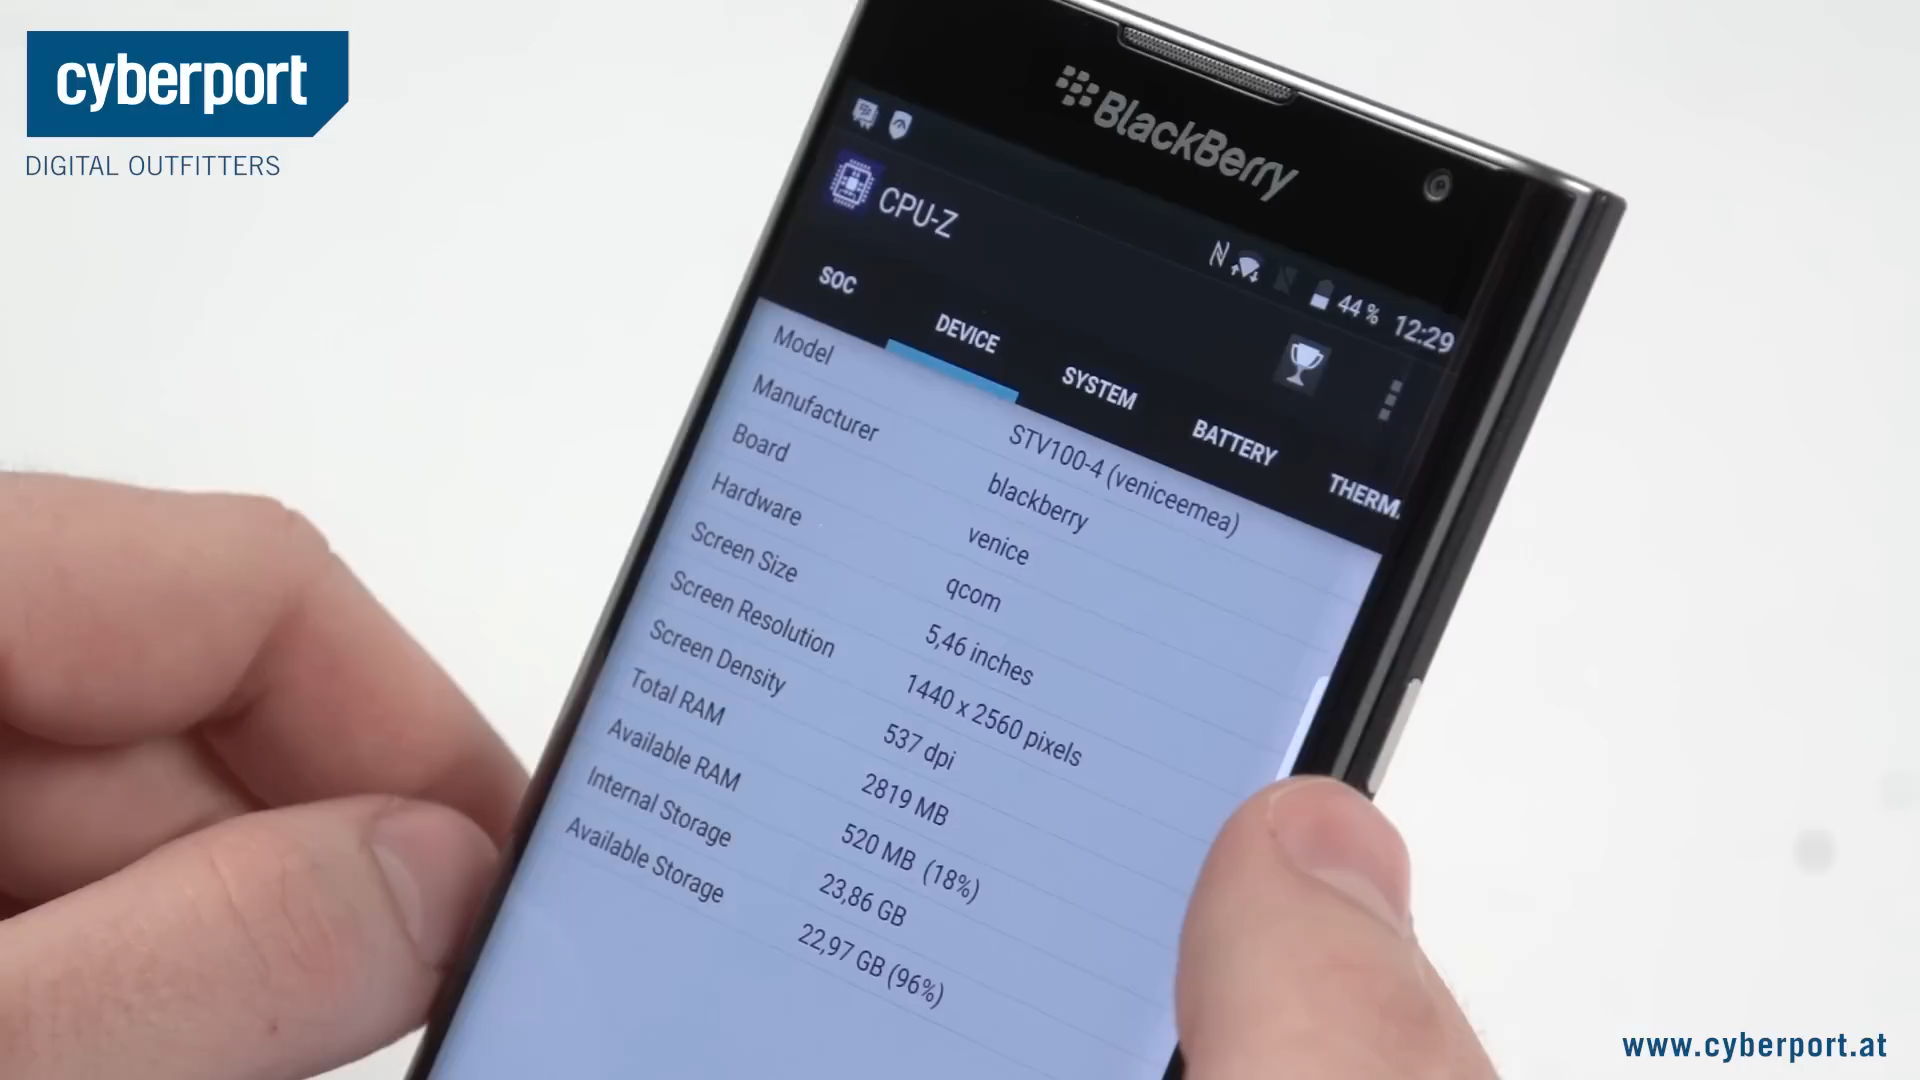 cyberport
DIGITAL OUTFITTERS
BlackBerry
44 % 12:29
CPU-Z
SOC DEVICE SYSTEM BATTERY THERM
Model STV100-4 (veniceemea)
Manufacturer blackberry
Board venice
Hardware qcom
Screen Size 5,46 inches
Screen Resolution 1440 x 2560 pixels
Screen Density 537 dpi
Total RAM 2819 MB
Available RAM 520 MB (18%)
Internal Storage 23,86 GB
Available Storage 22,97 GB (96%)
www.cyberport.at